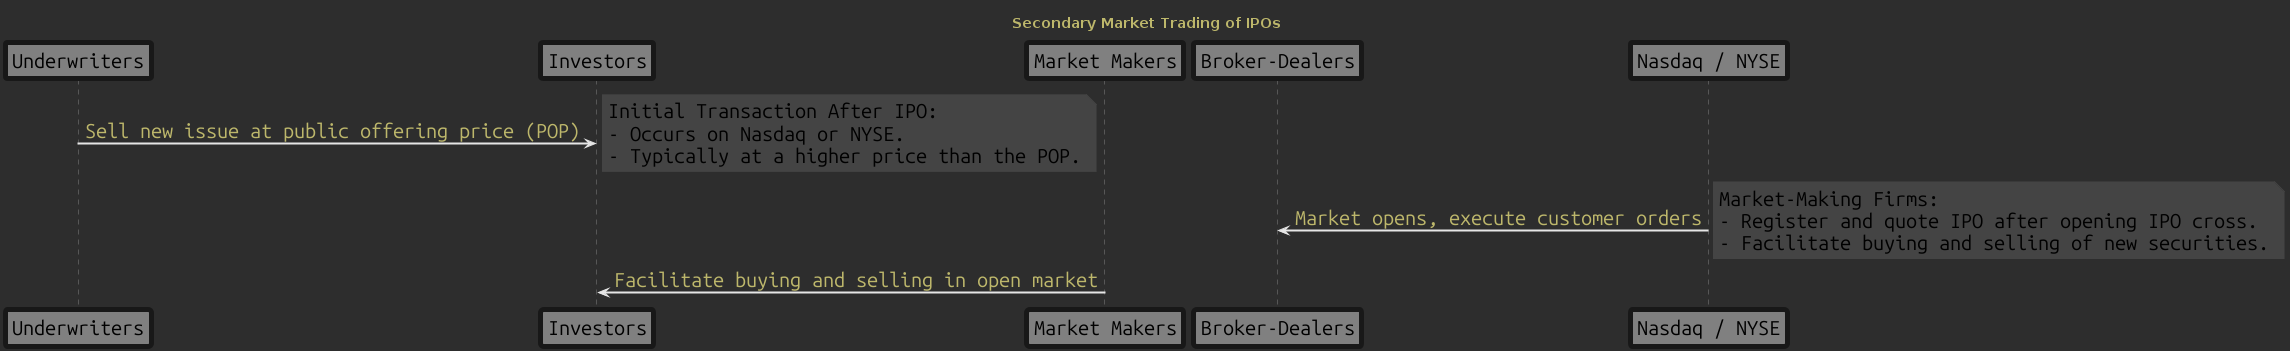 Secondary Market Trading of IPOs
Underwriters
Investors
Market Makers
Broker-Dealers
Nasdaq / NYSE
Sell new issue at public offering price (POP)
Initial Transaction After IPO:
- Occurs on Nasdaq or NYSE.
- Typically at a higher price than the POP.
Market opens, execute customer orders
Market-Making Firms:
- Register and quote IPO after opening IPO cross.
- Facilitate buying and selling of new securities.
Facilitate buying and selling in open market
Underwriters
Investors
Market Makers
Broker-Dealers
Nasdaq / NYSE